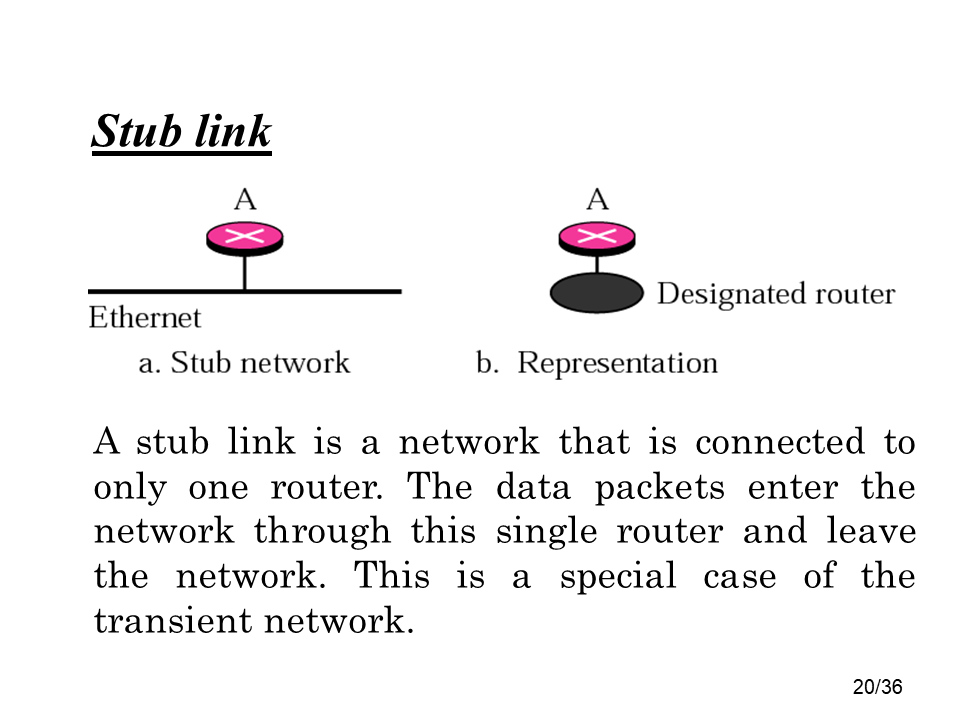 Stub link
A A
Designated router
Ethernet
a. Stub network b. Representation
A stub link is a network that is connected to
only one router. The data packets enter the
network through this single router and leave
the network. This is a special case of the
transient network.
20/36